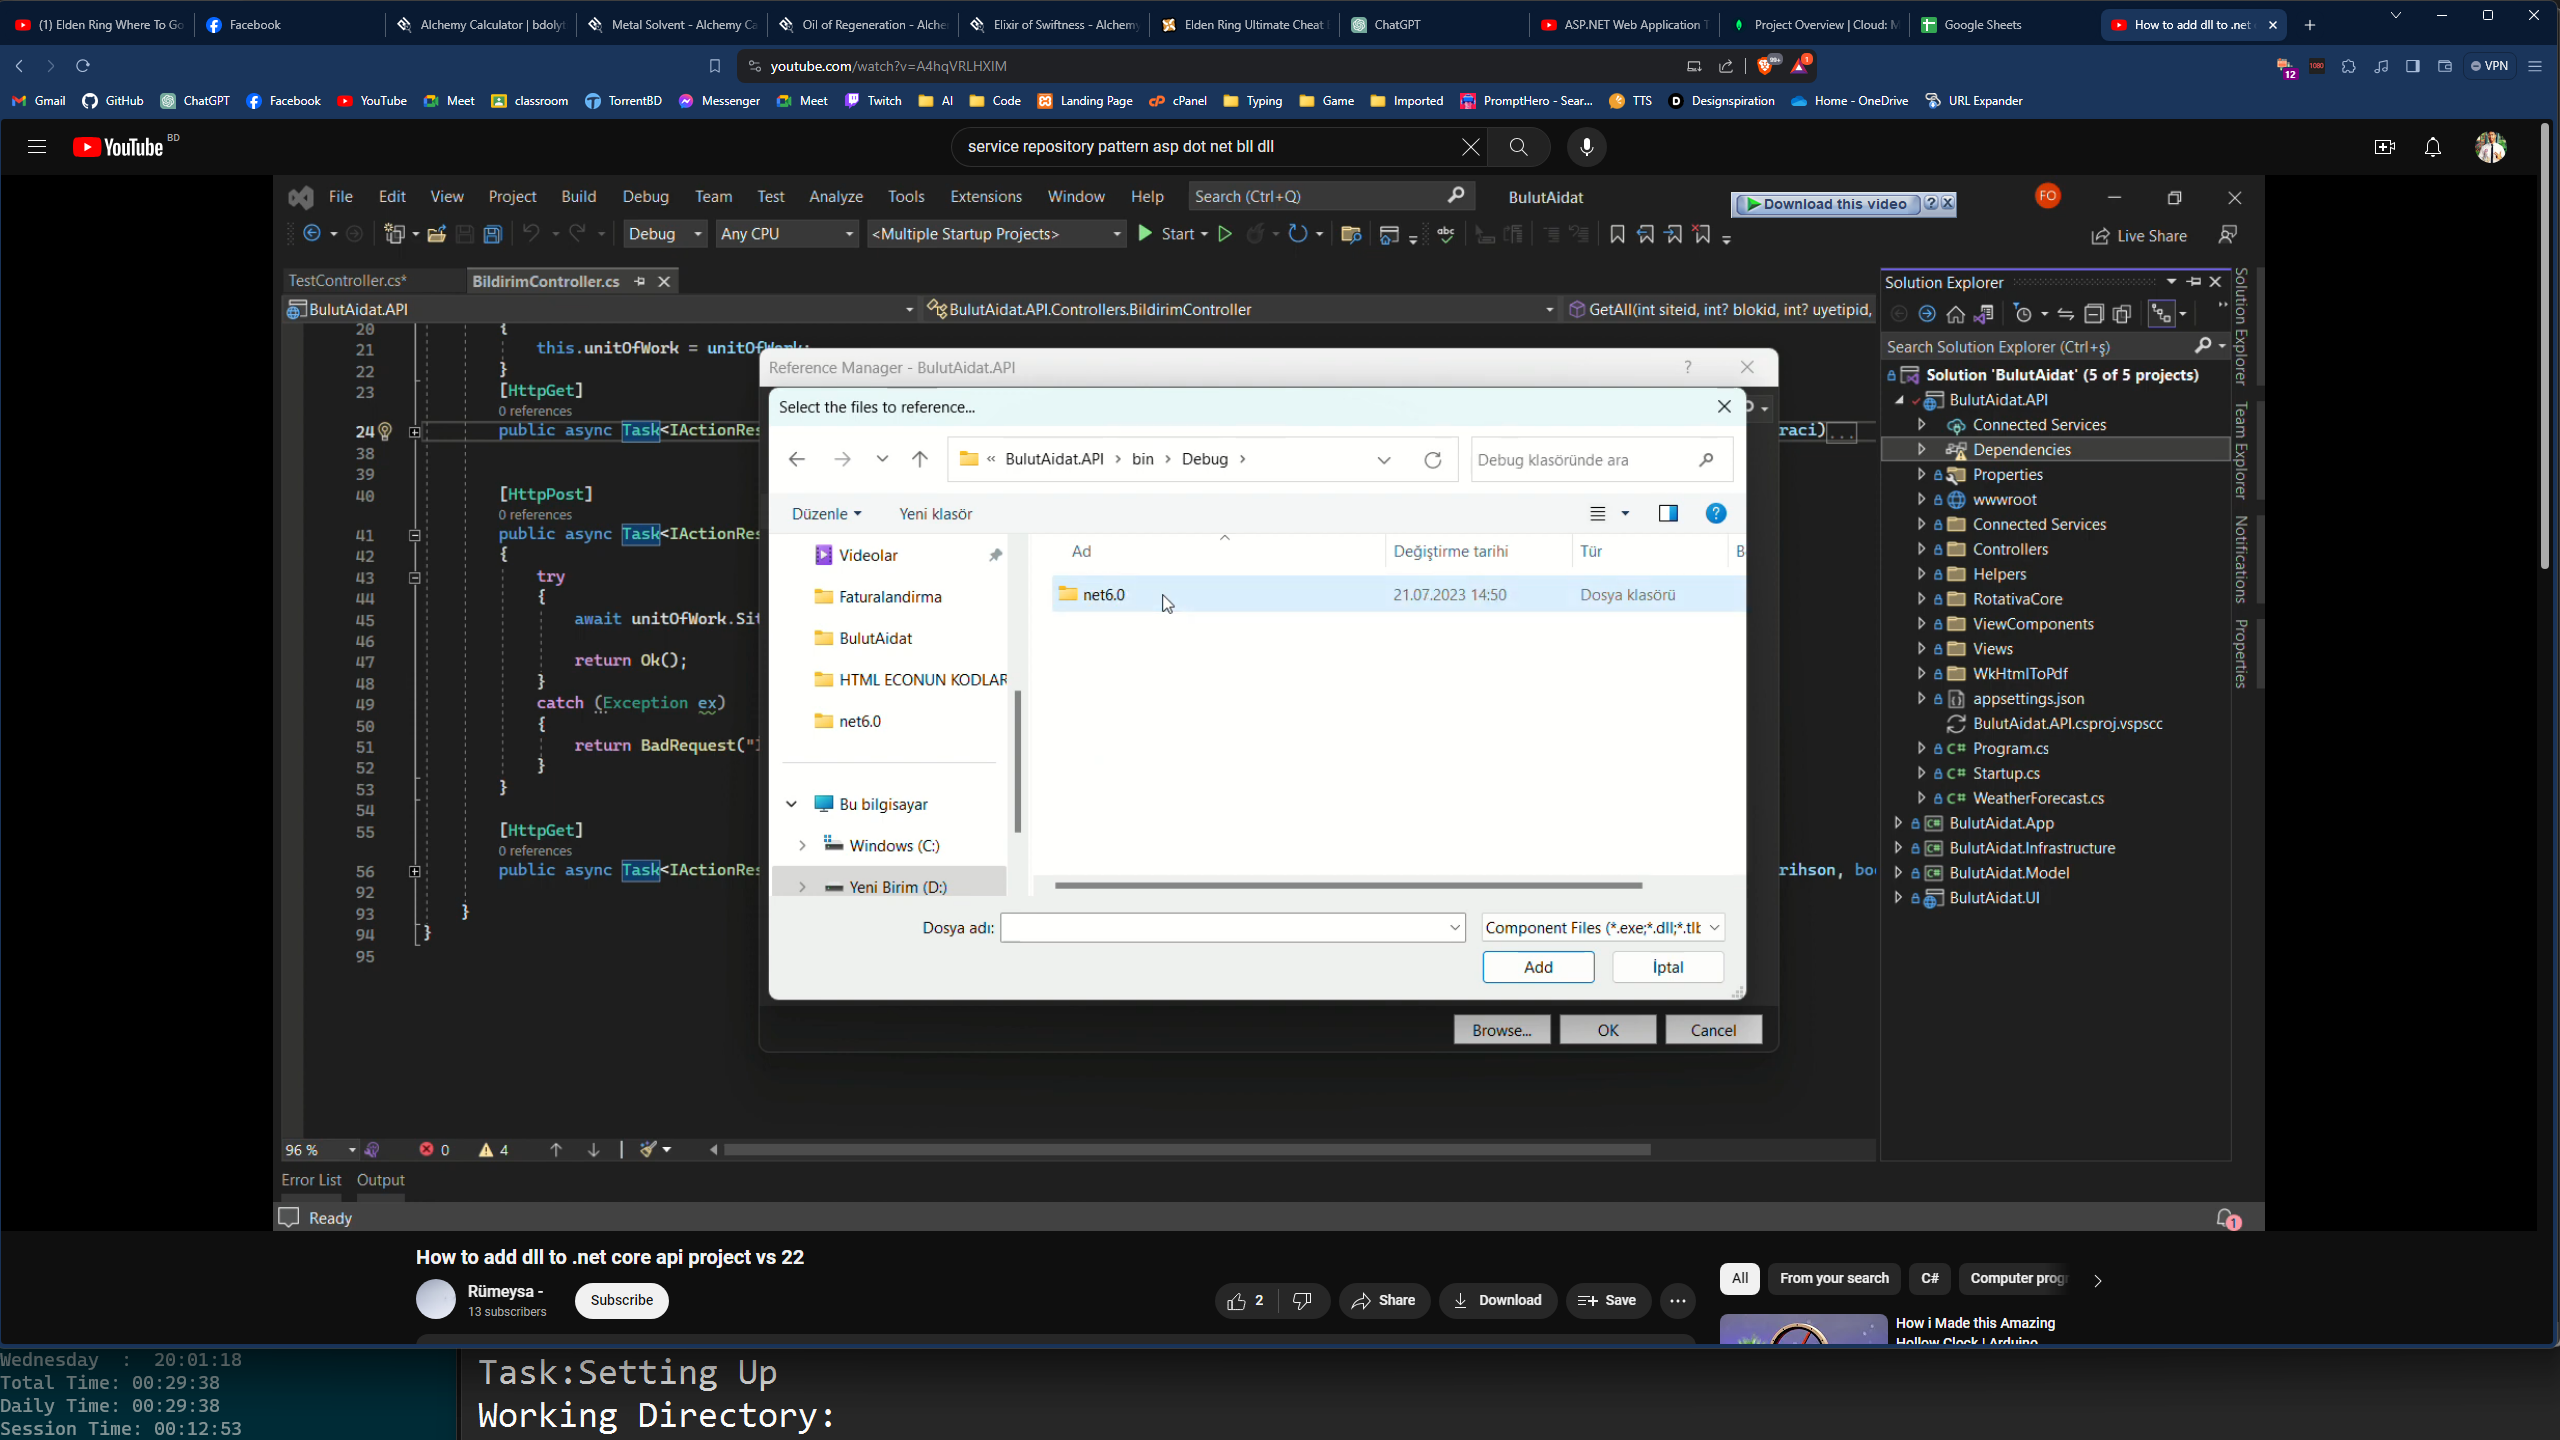 (1) Elden Ring Where To Go
Facebook
Alchemy Calculator | bdolyt
Metal Solvent - Alchemy Ca
Oil of Regeneration - Alche
Elixir of Swiftness - Alchemy
Elden Ring Ultimate Cheat
ChatGPT
ASP.NET Web Application T
Project Overview | Cloud: M
Google Sheets
How to add dll to .net
youtube.com/watch?v=A4hqVRLHXIM
VPN
Gmail
GitHub
ChatGPT
Facebook
YouTube
Meet
classroom
TorrentBD
Messenger
Meet
Twitch
AI
Code
Landing Page
cPanel
Typing
Game
Imported
PromptHero - Sear...
TTS
Designspiration
Home - OneDrive
URL Expander
YouTube BD
service repository pattern asp dot net bll dll
File Edit View Project Build Debug Team Test Analyze Tools Extensions Window Help
Search (Ctrl+Q)
BulutAidat
Download this video
FO
Debug
Any CPU
<Multiple Startup Projects>
Start
Live Share
TestController.cs*
BildirimController.cs
BulutAidat.API
BulutAidat.API.Controllers.BildirimController
GetAll(int siteid, int? blokid, int? uyetipid,
20 {
21 this.unitOfWork = unitOfWork;
22 }
23 [HttpGet]
0 references
24 public async Task<IActionRes
raci)...
38
39
40 [HttpPost]
0 references
41 public async Task<IActionRes
42 {
43 try
44 {
45 await unitOfWork.Sit
46
47 return Ok();
48 }
49 catch (Exception ex)
50 {
51 return BadRequest("
52 }
53 }
54
55 [HttpGet]
0 references
56 public async Task<IActionRes
rihson, boo
92
93 }
94 }
95
Reference Manager - BulutAidat.API
Select the files to reference...
« BulutAidat.API > bin > Debug >
Debug klasöründe ara
Düzenle
Yeni klasör
Videolar
Faturalandirma
BulutAidat
HTML ECONUN KODLAR
net6.0
Bu bilgisayar
Windows (C:)
Yeni Birim (D:)
Ad
Değiştirme tarihi
Tür
B
net6.0
21.07.2023 14:50
Dosya klasörü
Dosya adı:
Component Files (*.exe;*.dll;*.tlb
Add
İptal
Browse...
OK
Cancel
Solution Explorer
Search Solution Explorer (Ctrl+ş)
Solution 'BulutAidat' (5 of 5 projects)
BulutAidat.API
Connected Services
Dependencies
Properties
wwwroot
Connected Services
Controllers
Helpers
RotativaCore
ViewComponents
Views
WkHtmlToPdf
appsettings.json
BulutAidat.API.csproj.vspscc
Program.cs
Startup.cs
WeatherForecast.cs
BulutAidat.App
BulutAidat.Infrastructure
BulutAidat.Model
BulutAidat.UI
Solution Explorer
Team Explorer
Notifications
Properties
96 %
0
4
Error List
Output
Ready
1
How to add dll to .net core api project vs 22
Rümeysa -
13 subscribers
Subscribe
2
Share
Download
Save
All
From your search
C#
Computer progr
How i Made this Amazing
Hollow Clock | Arduino
Wednesday : 20:01:18
Total Time: 00:29:38
Daily Time: 00:29:38
Session Time: 00:12:53
Task:Setting Up
Working Directory: